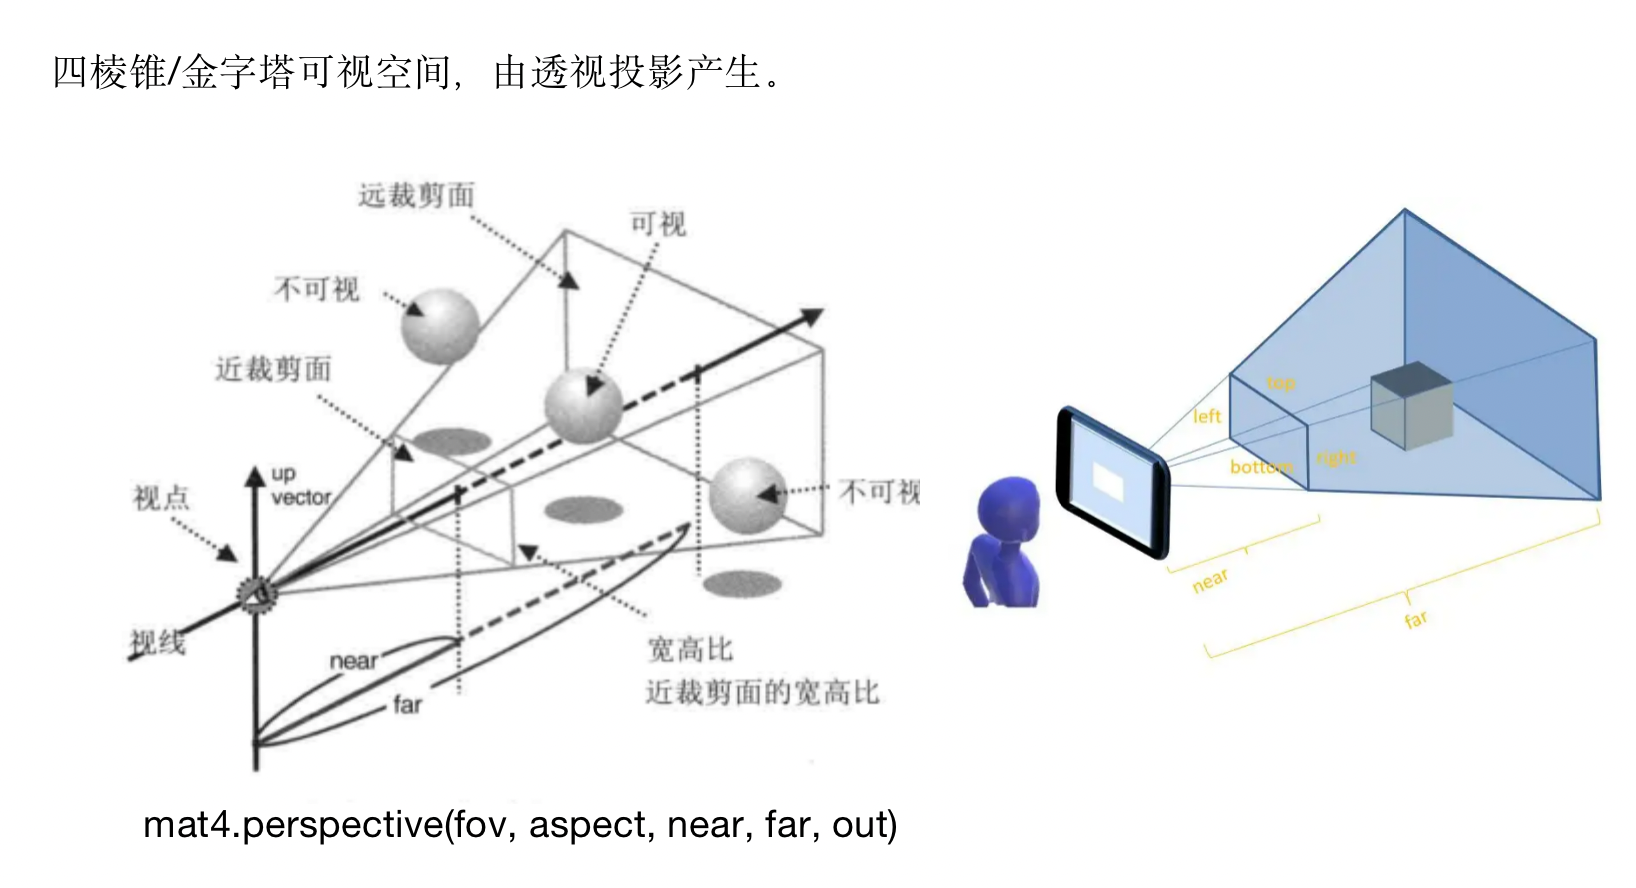 四棱锥/金字塔可视空间，由透视投影产生。
远裁剪面
可视
不可视
近裁剪面
up
vector
视点
不可视
视线
near
far
宽高比
近裁剪面的宽高比
top
left
bottom
right
near
far
mat4.perspective(fov, aspect, near, far, out)